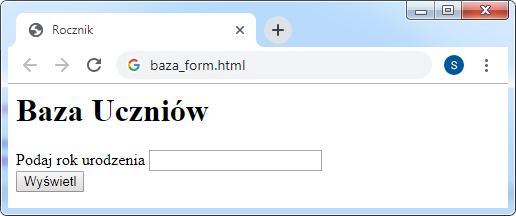 Rocznik
baza_form.html
S
Baza Uczniów
Podaj rok urodzenia
Wyświetl